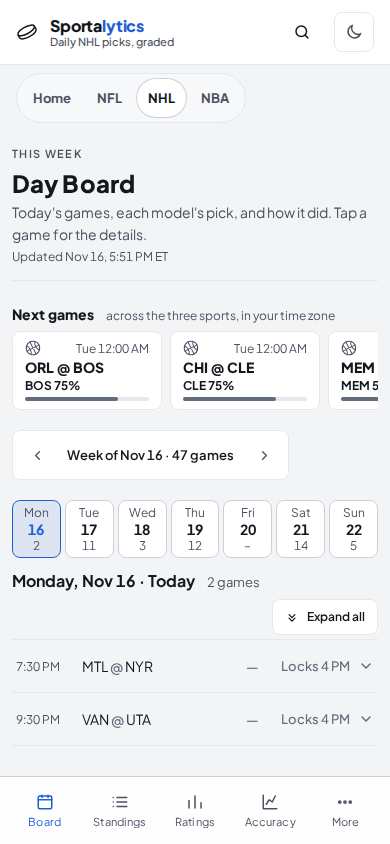 Sportalytics
Daily NHL picks, graded
Home NFL NHL NBA
THIS WEEK
Day Board
Today's games, each model's pick, and how it did. Tap a
game for the details.
Updated Nov 16, 5:51 PM ET
Next games across the three sports, in your time zone
Tue 12:00 AM
ORL @ BOS
BOS 75%
Tue 12:00 AM
CHI @ CLE
CLE 75%
MEM
MEM 5
Week of Nov 16 · 47 games
Mon Tue Wed Thu Fri Sat Sun
16 17 18 19 20 21 22
2 11 3 12 – 14 5
Monday, Nov 16 · Today 2 games
Expand all
7:30 PM MTL @ NYR — Locks 4 PM
9:30 PM VAN @ UTA — Locks 4 PM
Board Standings Ratings Accuracy More